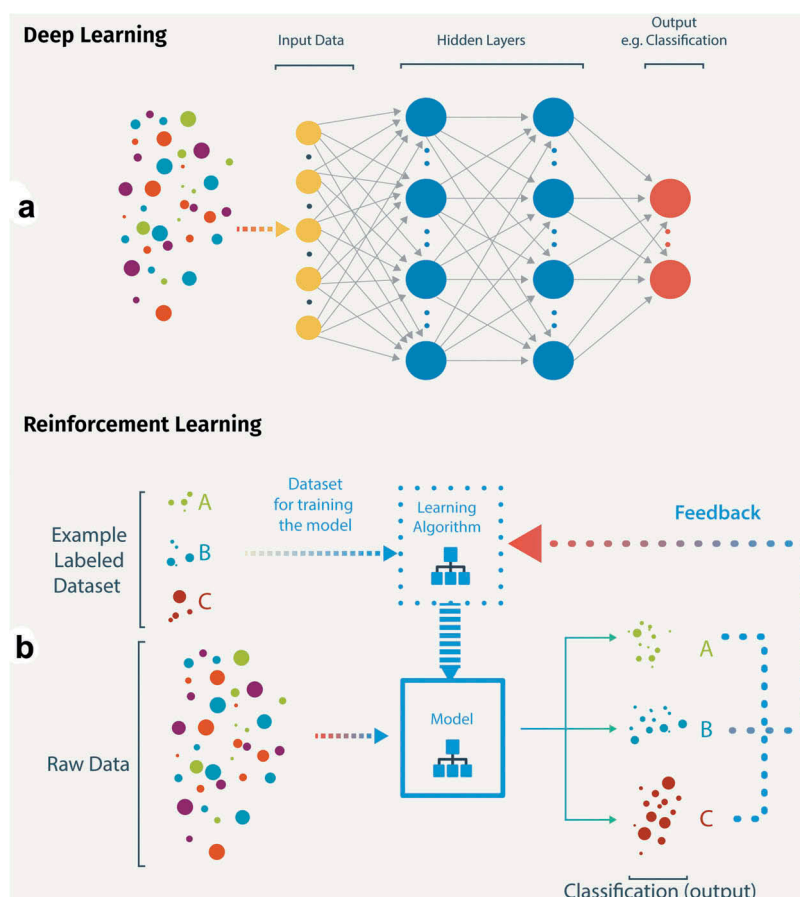 Deep Learning
Input Data
Hidden Layers
Output
e.g. Classification
a
Reinforcement Learning
Example
Labeled
Dataset
A
B
C
Dataset
for training
the model
Learning
Algorithm
Feedback
b
Raw Data
Model
A
B
C
Classification (output)